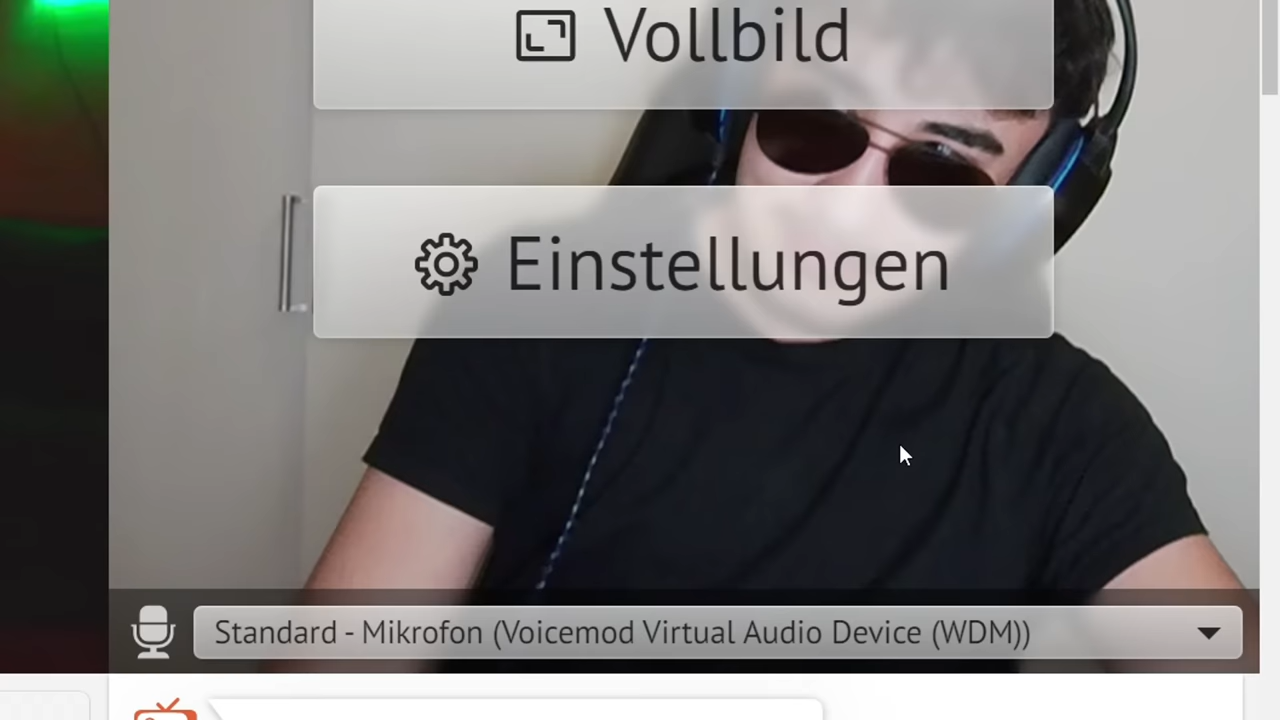 Vollbild
Einstellungen
Standard - Mikrofon (Voicemod Virtual Audio Device (WDM))